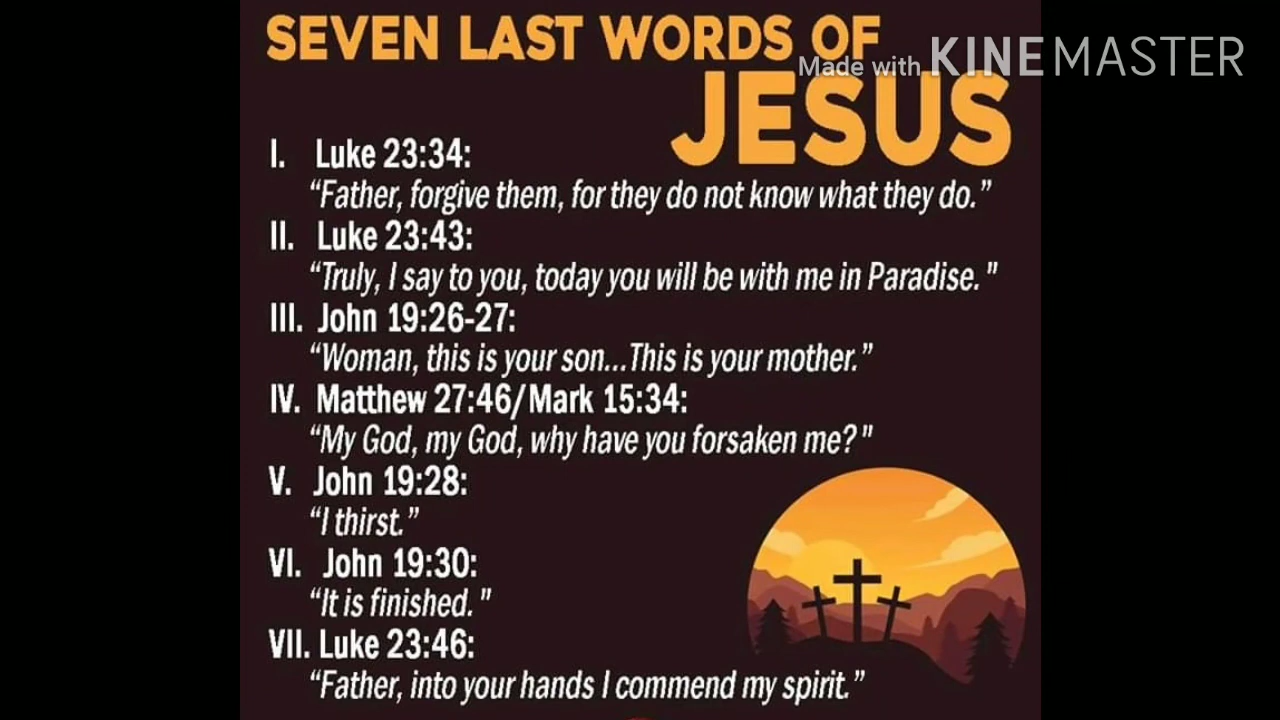 SEVEN LAST WORDS OF
Made with KINEMASTER
JESUS
I. Luke 23:34:
“Father, forgive them, for they do not know what they do.”
II. Luke 23:43:
“Truly, I say to you, today you will be with me in Paradise. "
III. John 19:26-27:
“Woman, this is your son...This is your mother.”
IV. Matthew 27:46/Mark 15:34:
“My God, my God, why have you forsaken me? "
V. John 19:28:
“I thirst.”
VI. John 19:30:
“It is finished. "
VII. Luke 23:46:
“Father, into your hands I commend my spirit.”